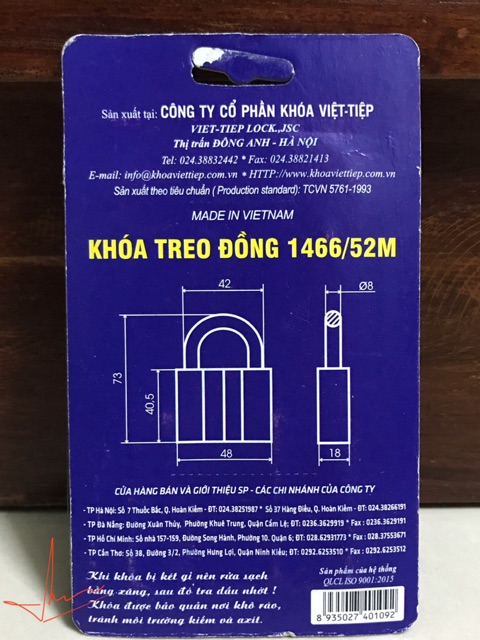 Sản xuất tại: CÔNG TY CỔ PHẦN KHÓA VIỆT-TIỆP
VIET-TIEP LOCK.,JSC
Thị trấn ĐÔNG ANH - HÀ NỘI
Tel: 024.38832442 * Fax: 024.38821413
E-mail: info@khoaviettiep.com.vn * HTTP://www.khoaviettiep.com.vn
Sản xuất theo tiêu chuẩn ( Production standard): TCVN 5761-1993
MADE IN VIETNAM
KHÓA TREO ĐỒNG 1466/52M
42
Ø8
73
40.5
48
18
CỬA HÀNG BÁN VÀ GIỚI THIỆU SP - CÁC CHI NHÁNH CỦA CÔNG TY
- TP Hà Nội: Số 7 Thuốc Bắc, Q. Hoàn Kiếm - ĐT: 024.38251987 * Số 37 Hàng Điếu, Q. Hoàn Kiếm - ĐT: 024.38266191
- TP Đà Nẵng: Đường Xuân Thủy, Phường Khuê Trung, Quận Cẩm Lệ; ĐT: 0236.3629919 * Fax : 0236.3629191
- TP Hồ Chí Minh: Số nhà 157-159, Đường Song Hành, Phường 10. Quận 6; ĐT: 028.62931773 * Fax : 028.37553671
- TP Cần Thơ: Số 38, Đường 3/2, Phường Hưng Lợi, Quận Ninh Kiều; ĐT: 0292.6253510 * Fax : 0292.6253512
Khi khóa bị kẹt gỉ nên rửa sạch
bằng xăng, sau đó tra dầu nhờt !
Khóa được bảo quản nơi khô ráo,
tránh môi trường kiềm và axit.
Sản phẩm của hệ thống
QLCL ISO 9001:2015
8 935027 401092